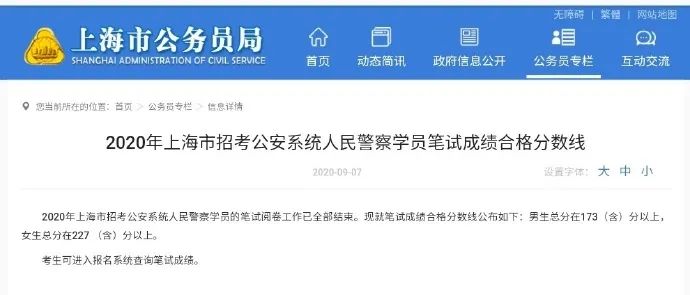 无障碍 | 繁體 | 网站地图
上海市公务员局
SHANGHAI ADMINISTRATION OF CIVIL SERVICE
首页 动态简讯 政府信息公开 公务员专栏 互动交流
您当前所在的位置：首页 > 公务员专栏 > 信息详情
2020年上海市招考公安系统人民警察学员笔试成绩合格分数线
2020-09-07 设置字体： 大 中 小
2020年上海市招考公安系统人民警察学员的笔试阅卷工作已全部结束。现就笔试成绩合格分数线公布如下：男生总分在173（含）分以上，
女生总分在227 （含）分以上。
考生可进入报名系统查询笔试成绩。